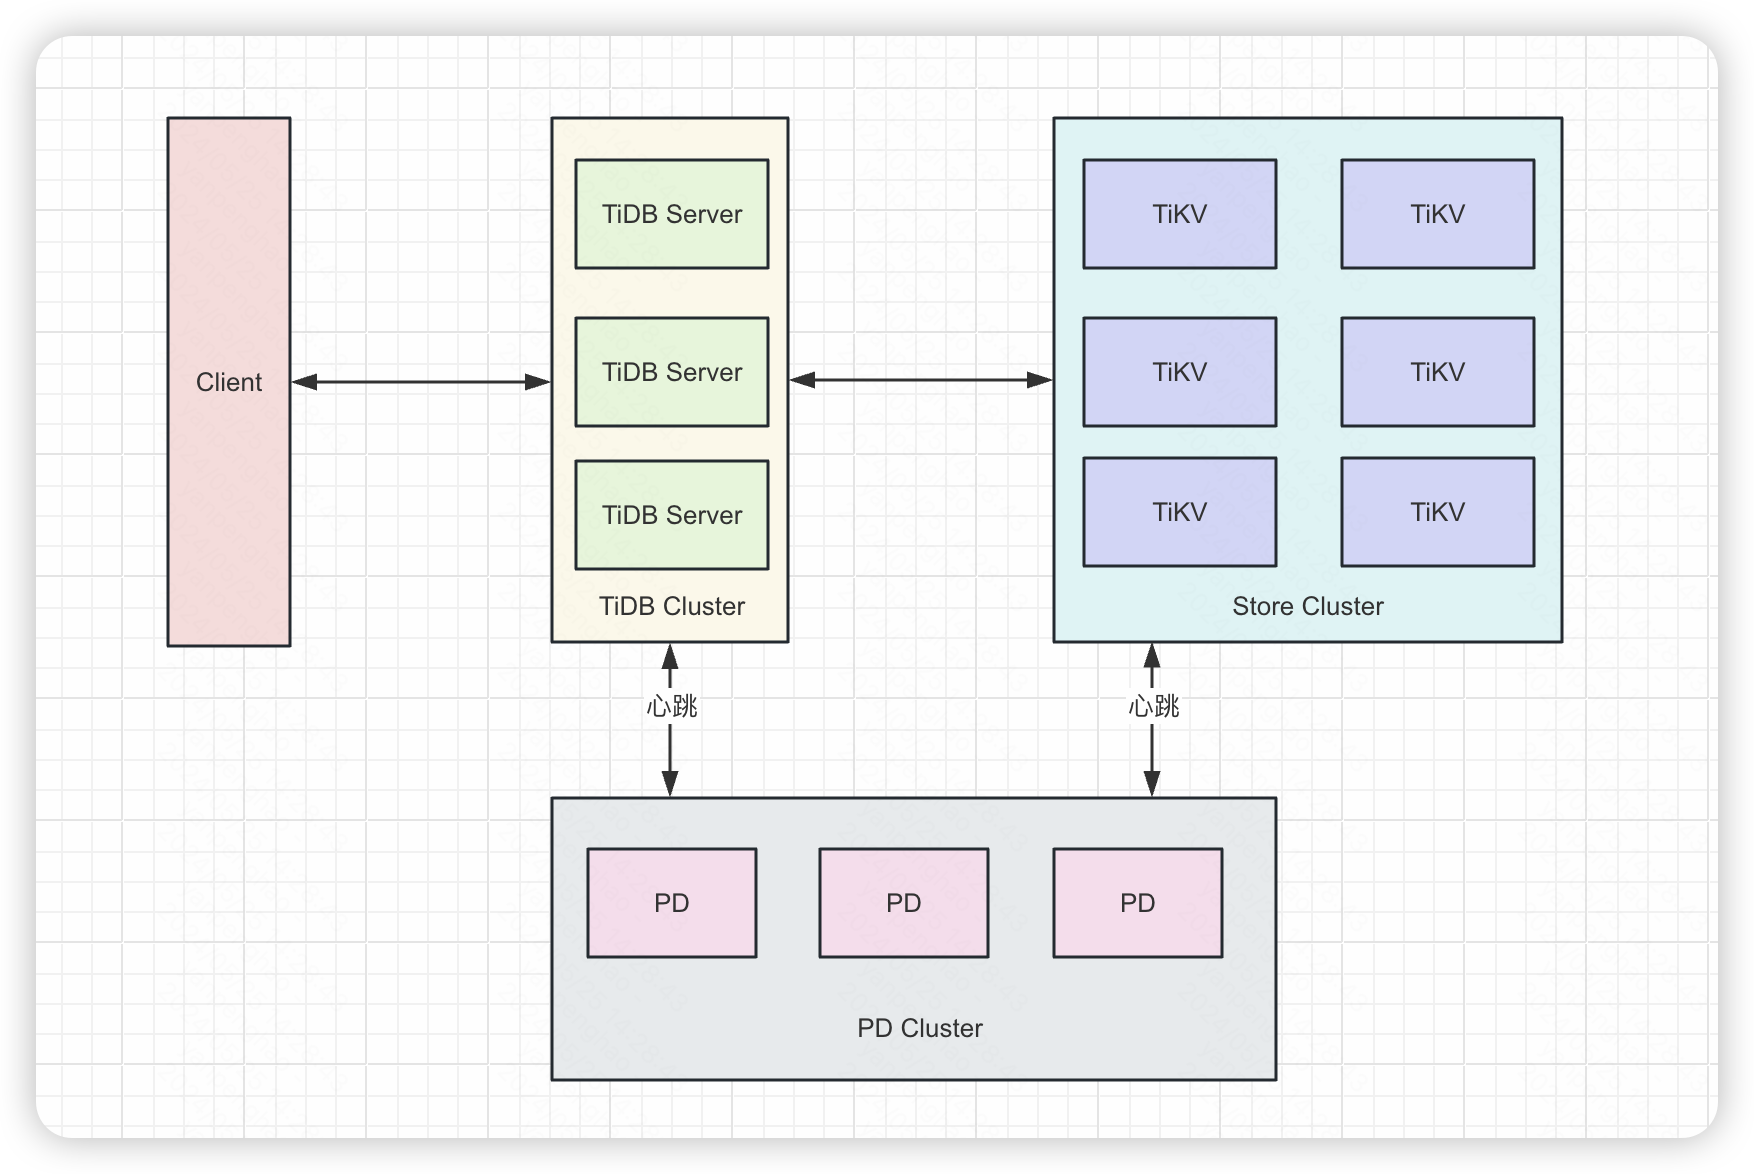 Client
TiDB Server
TiDB Server
TiDB Server
TiDB Cluster
TiKV
TiKV
TiKV
TiKV
TiKV
TiKV
Store Cluster
心跳
心跳
PD
PD
PD
PD Cluster